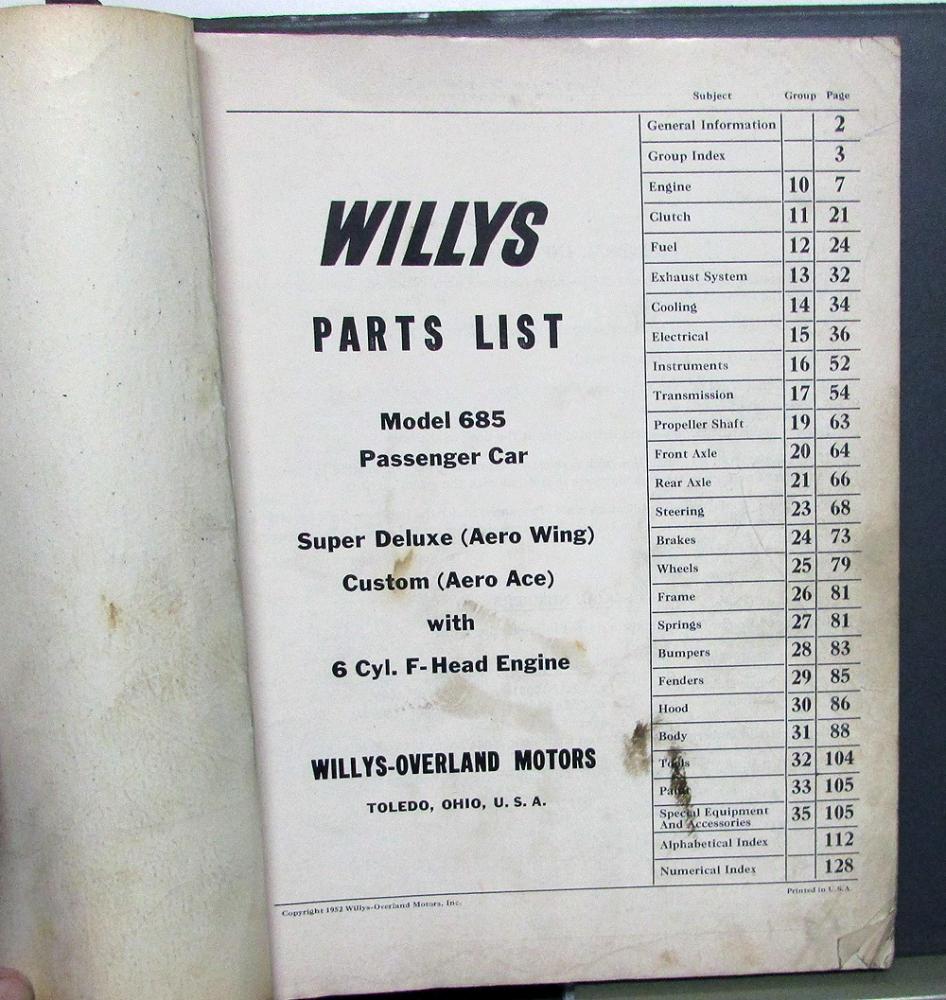 WILLYS
PARTS LIST
Model 685
Passenger Car
Super Deluxe (Aero Wing)
Custom (Aero Ace)
with
6 Cyl. F-Head Engine
WILLYS-OVERLAND MOTORS
TOLEDO, OHIO, U. S. A.
Copyright 1952 Willys-Overland Motors, Inc.
Subject Group Page
General Information 2
Group Index 3
Engine 10 7
Clutch 11 21
Fuel 12 24
Exhaust System 13 32
Cooling 14 34
Electrical 15 36
Instruments 16 52
Transmission 17 54
Propeller Shaft 19 63
Front Axle 20 64
Rear Axle 21 66
Steering 23 68
Brakes 24 73
Wheels 25 79
Frame 26 81
Springs 27 81
Bumpers 28 83
Fenders 29 85
Hood 30 86
Body 31 88
Tools 32 104
Paint 33 105
Special Equipment
And Accessories 35 105
Alphabetical Index 112
Numerical Index 128
Printed in U.S.A.